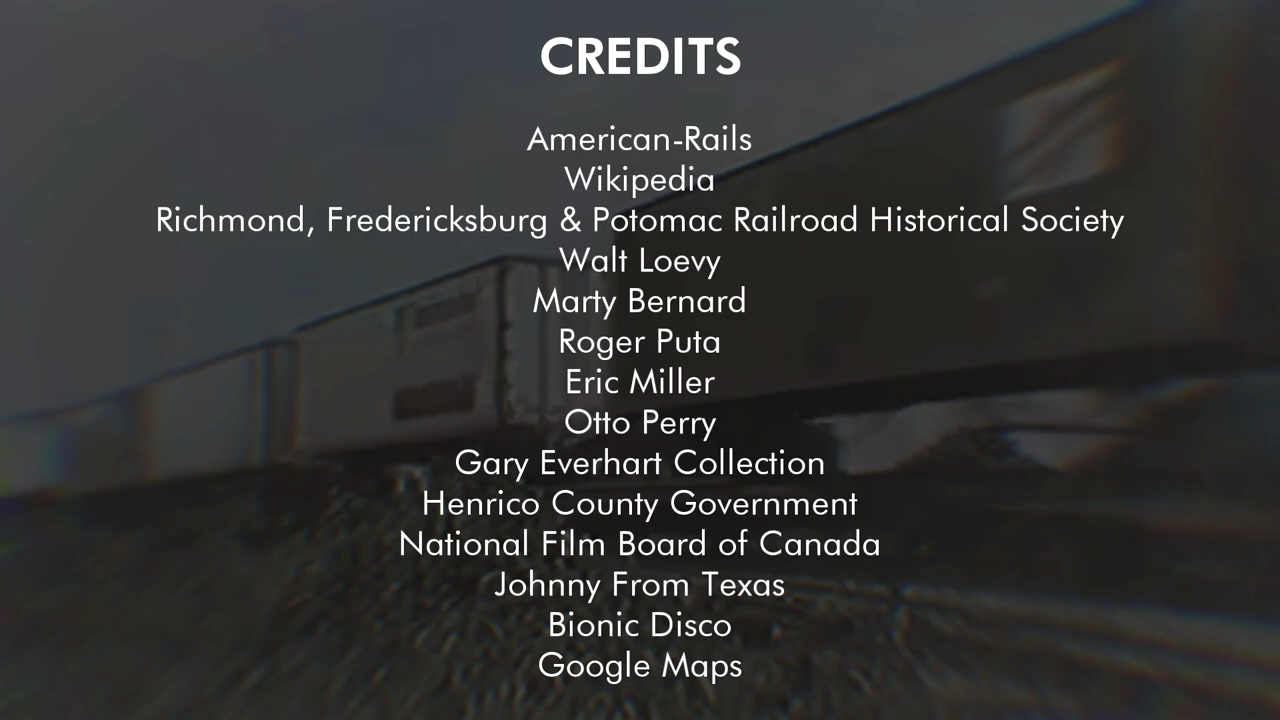 CREDITS
American-Rails
Wikipedia
Richmond, Fredericksburg & Potomac Railroad Historical Society
Walt Loevy
Marty Bernard
Roger Puta
Eric Miller
Otto Perry
Gary Everhart Collection
Henrico County Government
National Film Board of Canada
Johnny From Texas
Bionic Disco
Google Maps